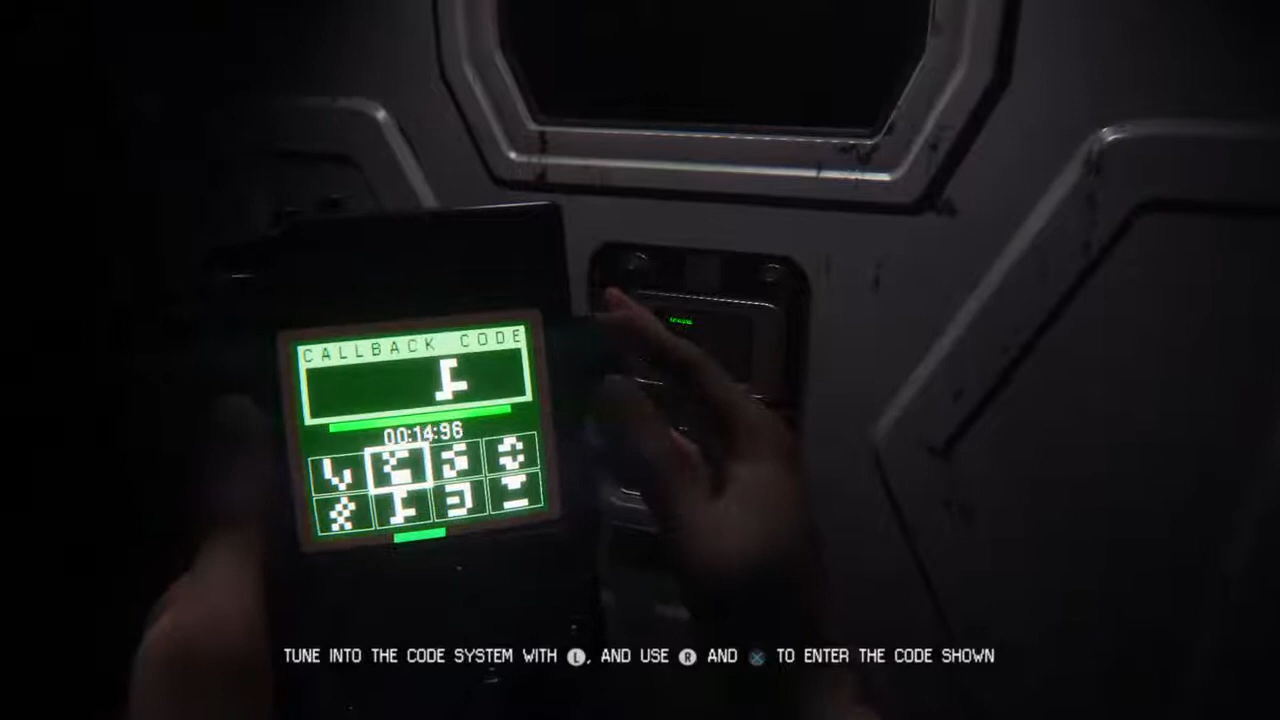 CALLBACK CODE
00:14:96
TUNE INTO THE CODE SYSTEM WITH L, AND USE R AND X TO ENTER THE CODE SHOWN